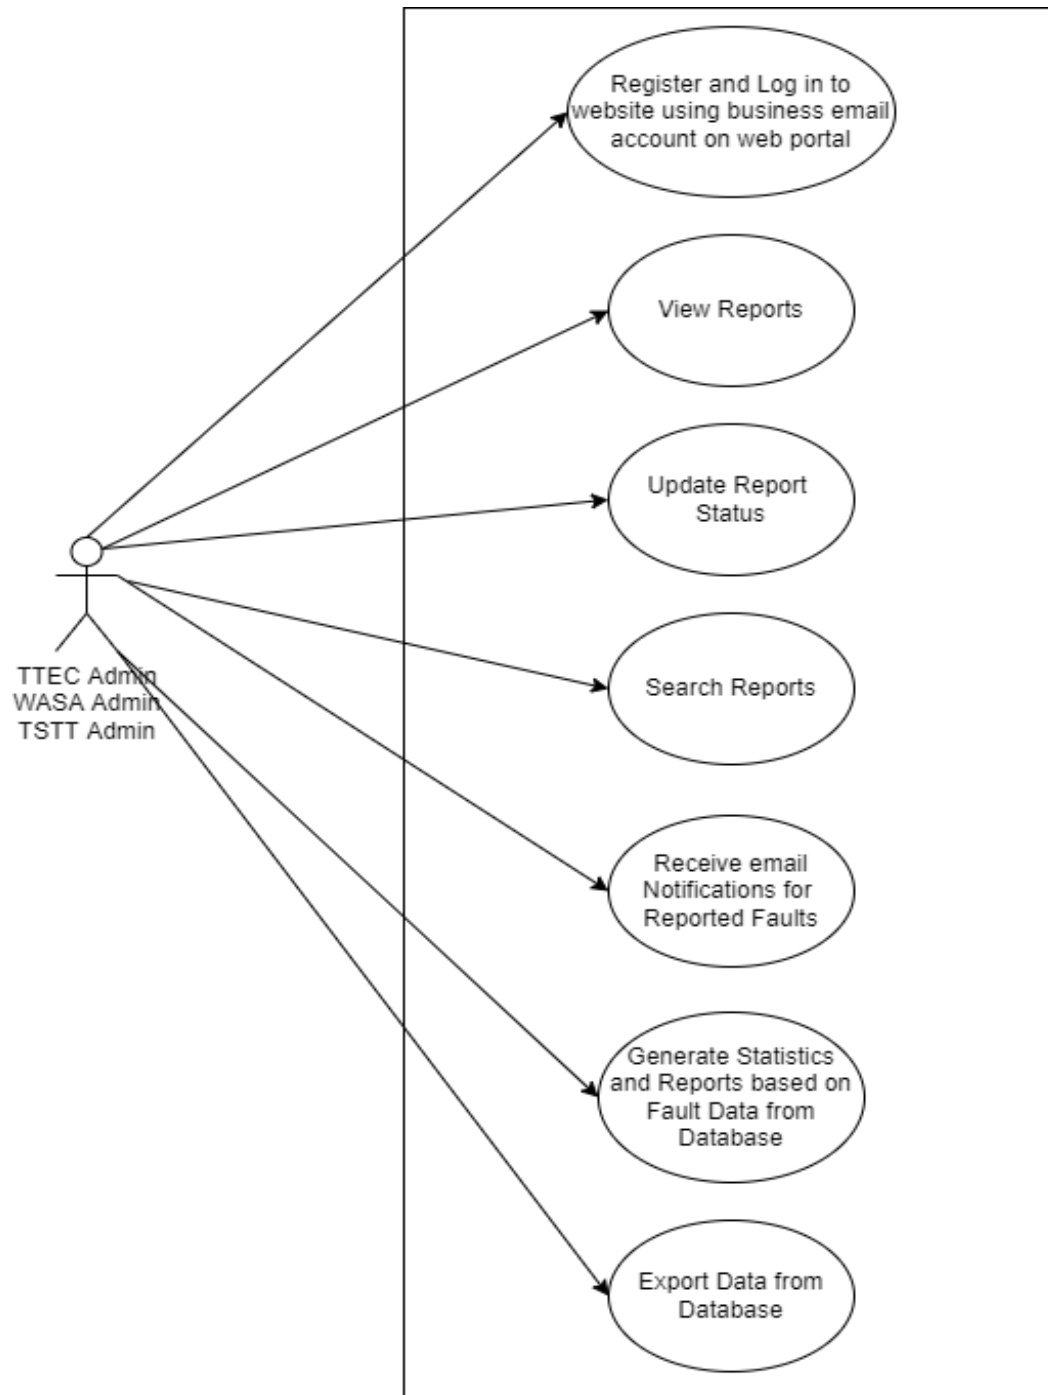 Register and Log in to
website using business email
account on web portal
View Reports
Update Report
Status
TTEC Admin
WASA Admin
TSTT Admin
Search Reports
Receive email
Notifications for
Reported Faults
Generate Statistics
and Reports based on
Fault Data from
Database
Export Data from
Database